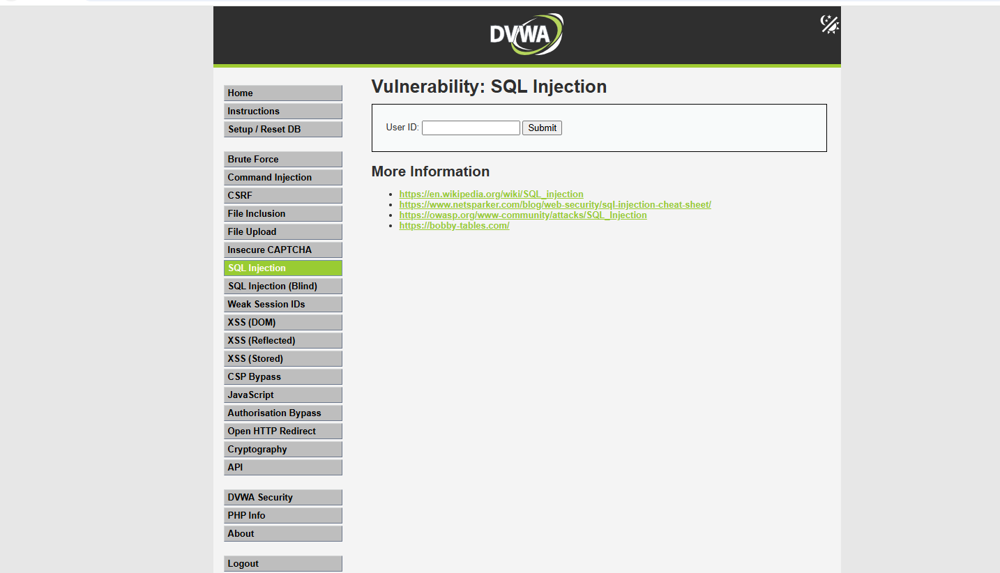 DVWA
Home
Instructions
Setup / Reset DB
Brute Force
Command Injection
CSRF
File Inclusion
File Upload
Insecure CAPTCHA
SQL Injection
SQL Injection (Blind)
Weak Session IDs
XSS (DOM)
XSS (Reflected)
XSS (Stored)
CSP Bypass
JavaScript
Authorisation Bypass
Open HTTP Redirect
Cryptography
API
DVWA Security
PHP Info
About
Logout
Vulnerability: SQL Injection
User ID: Submit
More Information
https://en.wikipedia.org/wiki/SQL_injection
https://www.netsparker.com/blog/web-security/sql-injection-cheat-sheet/
https://owasp.org/www-community/attacks/SQL_Injection
https://bobby-tables.com/